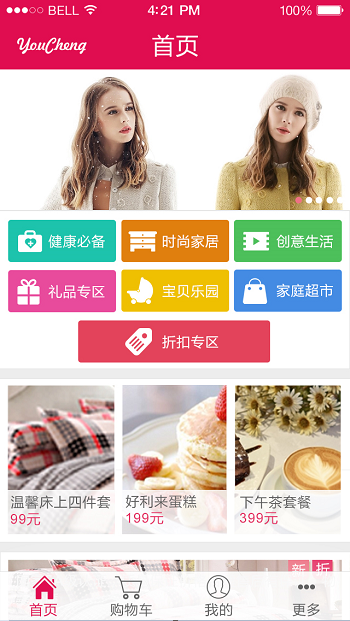 BELL 4:21 PM 100%
YouCheng 首页
健康必备 时尚家居 创意生活
礼品专区 宝贝乐园 家庭超市
折扣专区
温馨床上四件套 好利来蛋糕 下午茶套餐
99元 199元 399元
新 折
首页 购物车 我的 更多